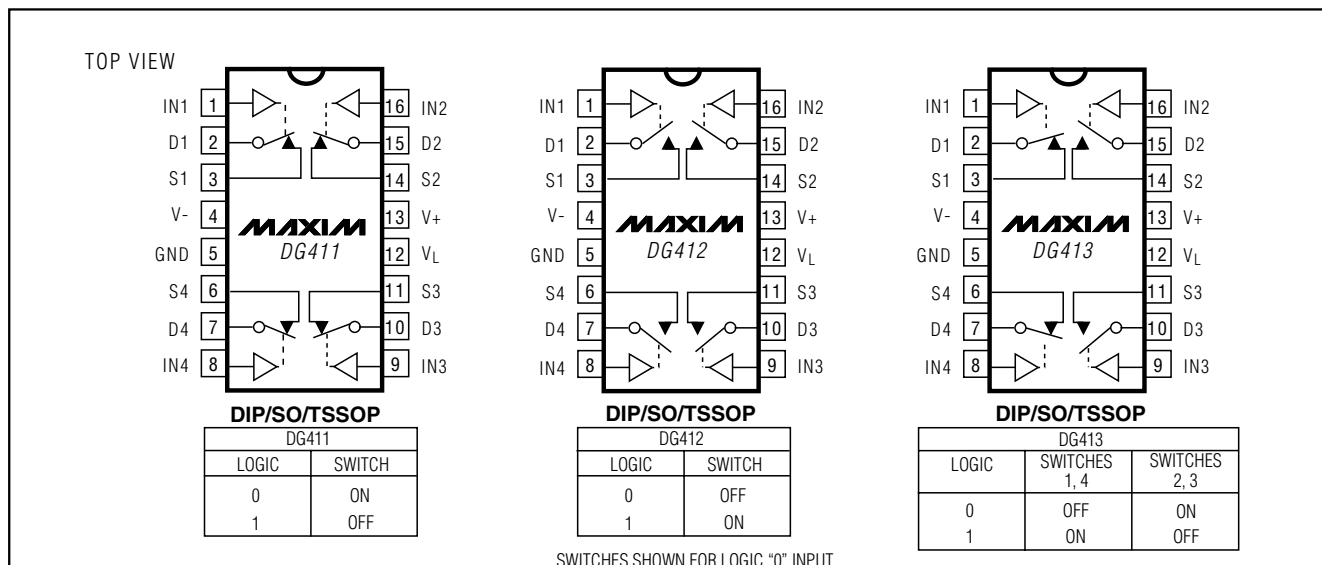 TOP VIEW
IN1 1 16 IN2
D1 2 15 D2
S1 3 14 S2
V- 4 13 V+
MAXIM
GND 5 12 VL
DG411
S4 6 11 S3
D4 7 10 D3
IN4 8 9 IN3
DIP/SO/TSSOP
DG411
LOGIC SWITCH
0 ON
1 OFF
IN1 1 16 IN2
D1 2 15 D2
S1 3 14 S2
V- 4 13 V+
MAXIM
GND 5 12 VL
DG412
S4 6 11 S3
D4 7 10 D3
IN4 8 9 IN3
DIP/SO/TSSOP
DG412
LOGIC SWITCH
0 OFF
1 ON
IN1 1 16 IN2
D1 2 15 D2
S1 3 14 S2
V- 4 13 V+
MAXIM
GND 5 12 VL
DG413
S4 6 11 S3
D4 7 10 D3
IN4 8 9 IN3
DIP/SO/TSSOP
DG413
LOGIC SWITCHES 1, 4 SWITCHES 2, 3
0 OFF ON
1 ON OFF
SWITCHES SHOWN FOR LOGIC "0" INPUT